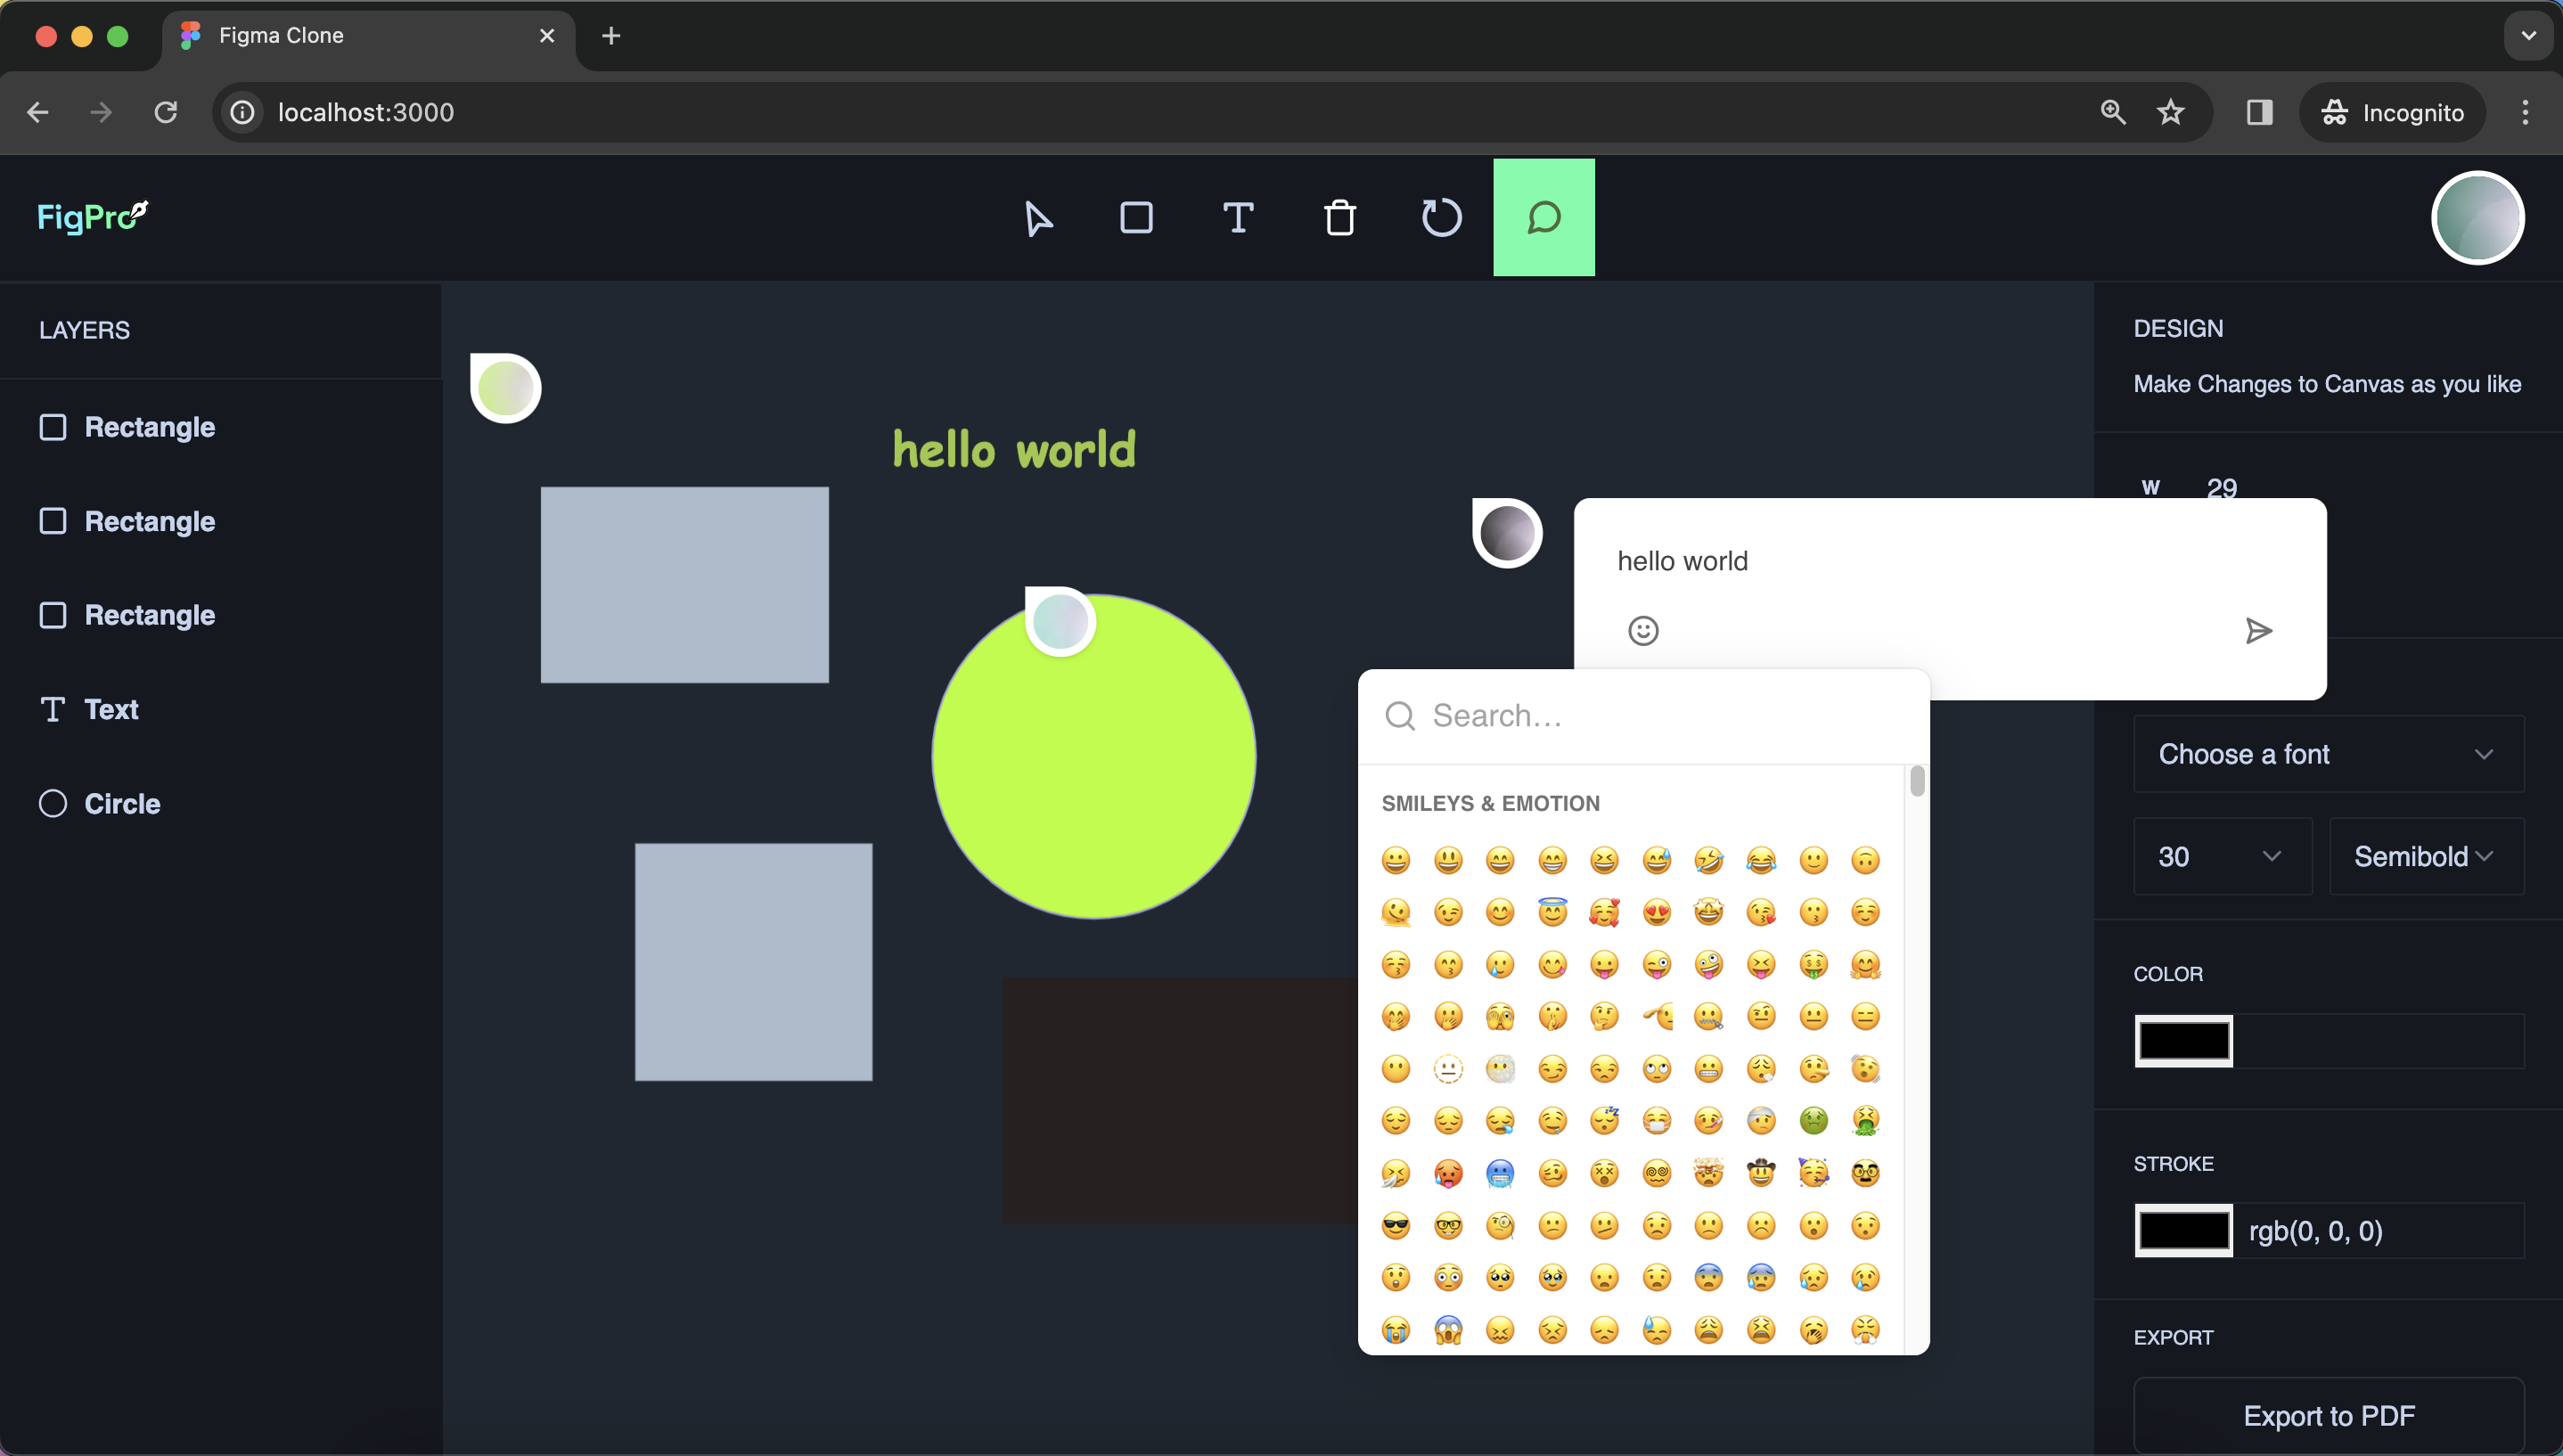 Figma Clone
localhost:3000
Incognito
FigPro
LAYERS
Rectangle
Rectangle
Rectangle
Text
Circle
hello world
hello world
Search…
SMILEYS & EMOTION
DESIGN
Make Changes to Canvas as you like
W 29
Choose a font
30 Semibold
COLOR
STROKE
rgb(0, 0, 0)
EXPORT
Export to PDF